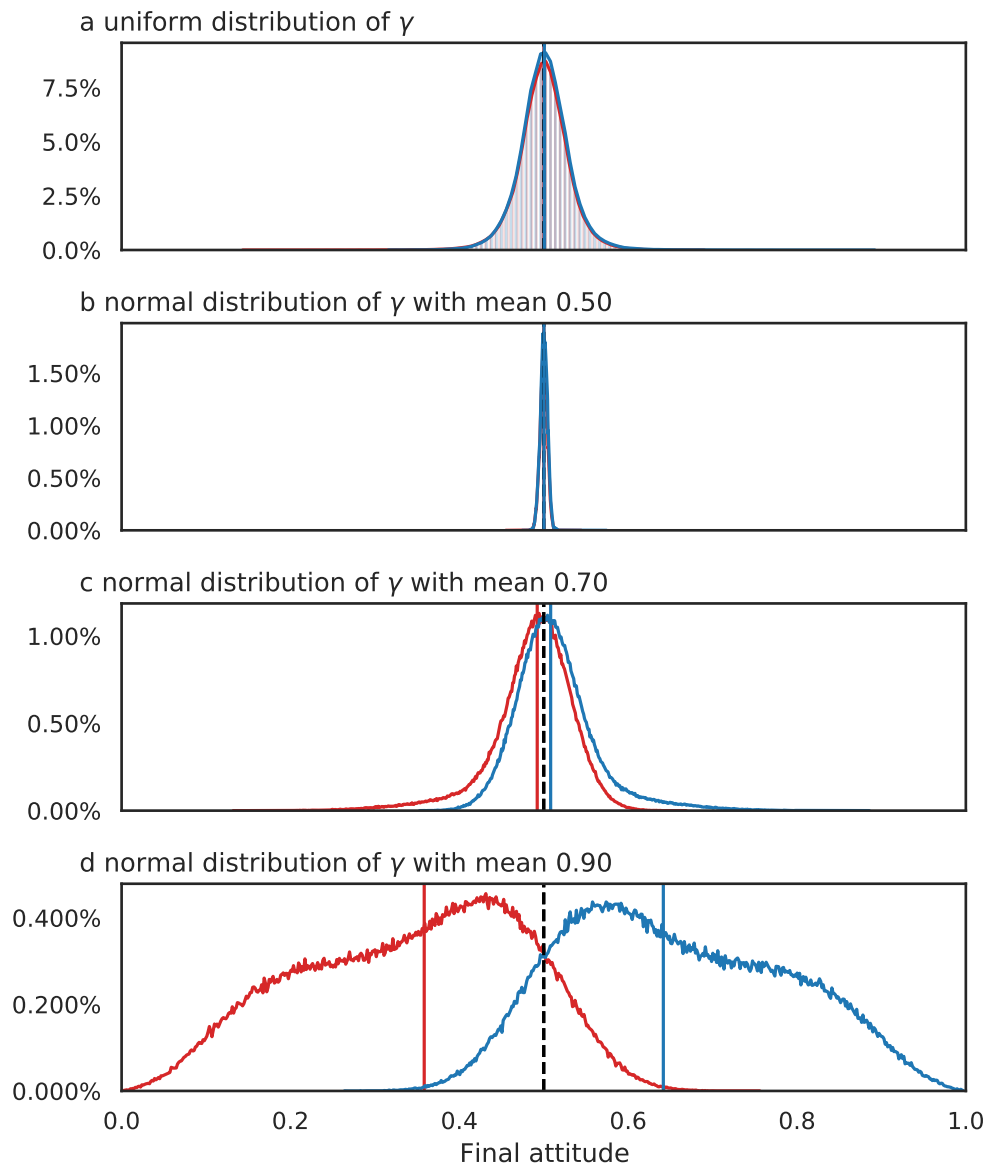 a uniform distribution of γ
7.5%
5.0%
2.5%
0.0%
b normal distribution of γ with mean 0.50
1.50%
1.00%
0.50%
0.00%
c normal distribution of γ with mean 0.70
1.00%
0.50%
0.00%
d normal distribution of γ with mean 0.90
0.400%
0.200%
0.000%
0.0 0.2 0.4 0.6 0.8 1.0
Final attitude